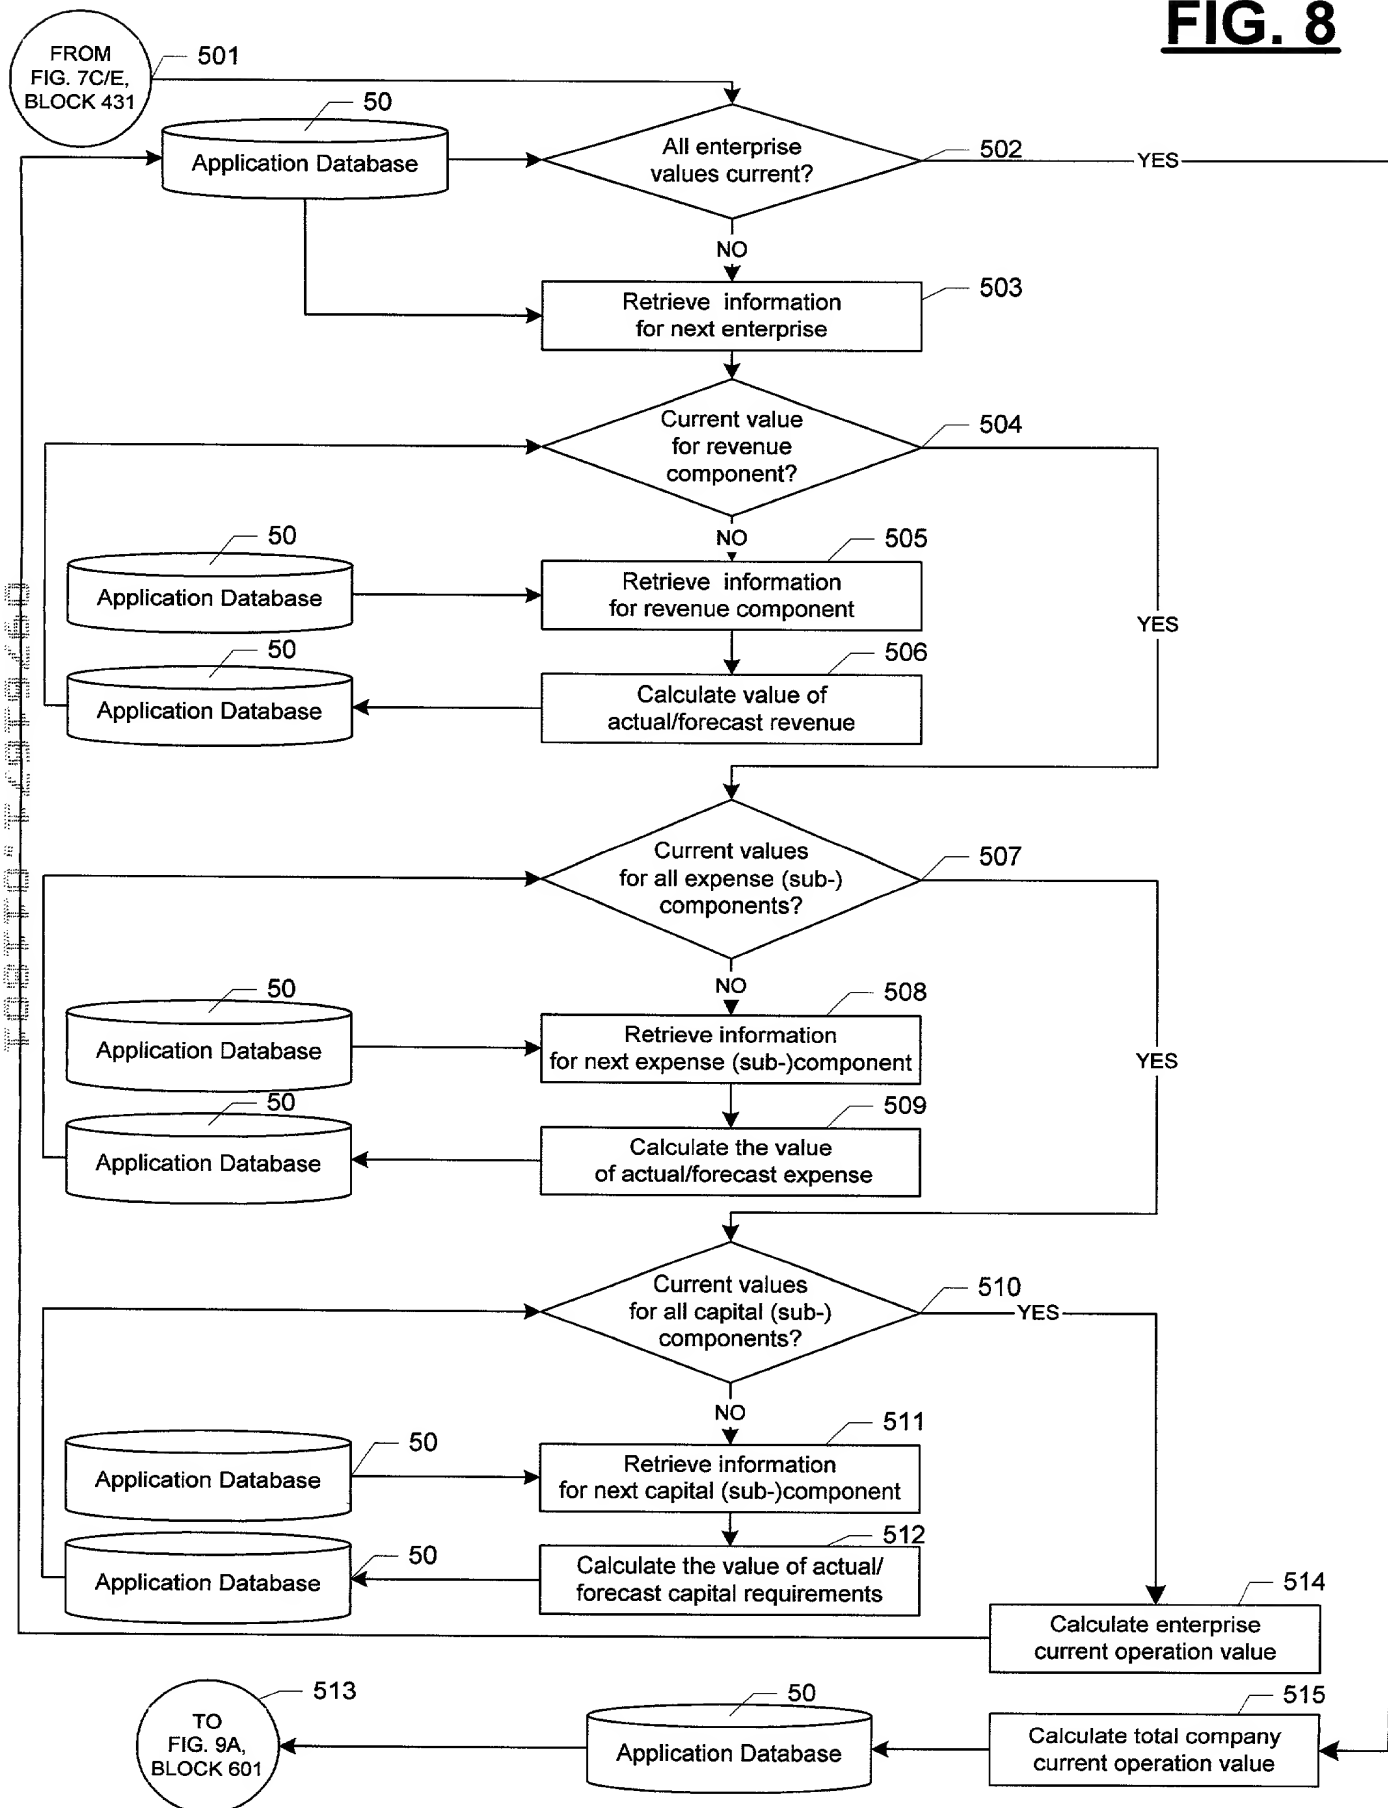 FIG. 8
FROM
FIG. 7C/E,
BLOCK 431
501
50
Application Database
All enterprise
values current?
502
YES
NO
Retrieve information
for next enterprise
503
Current value
for revenue
component?
504
NO
50
Application Database
Retrieve information
for revenue component
505
YES
50
Application Database
Calculate value of
actual/forecast revenue
506
Current values
for all expense (sub-)
components?
507
NO
50
Application Database
Retrieve information
for next expense (sub-)component
508
YES
50
Application Database
Calculate the value
of actual/forecast expense
509
Current values
for all capital (sub-)
components?
510
YES
NO
50
Application Database
Retrieve information
for next capital (sub-)component
511
50
Application Database
Calculate the value of actual/
forecast capital requirements
512
514
Calculate enterprise
current operation value
513
TO
FIG. 9A,
BLOCK 601
50
Application Database
515
Calculate total company
current operation value